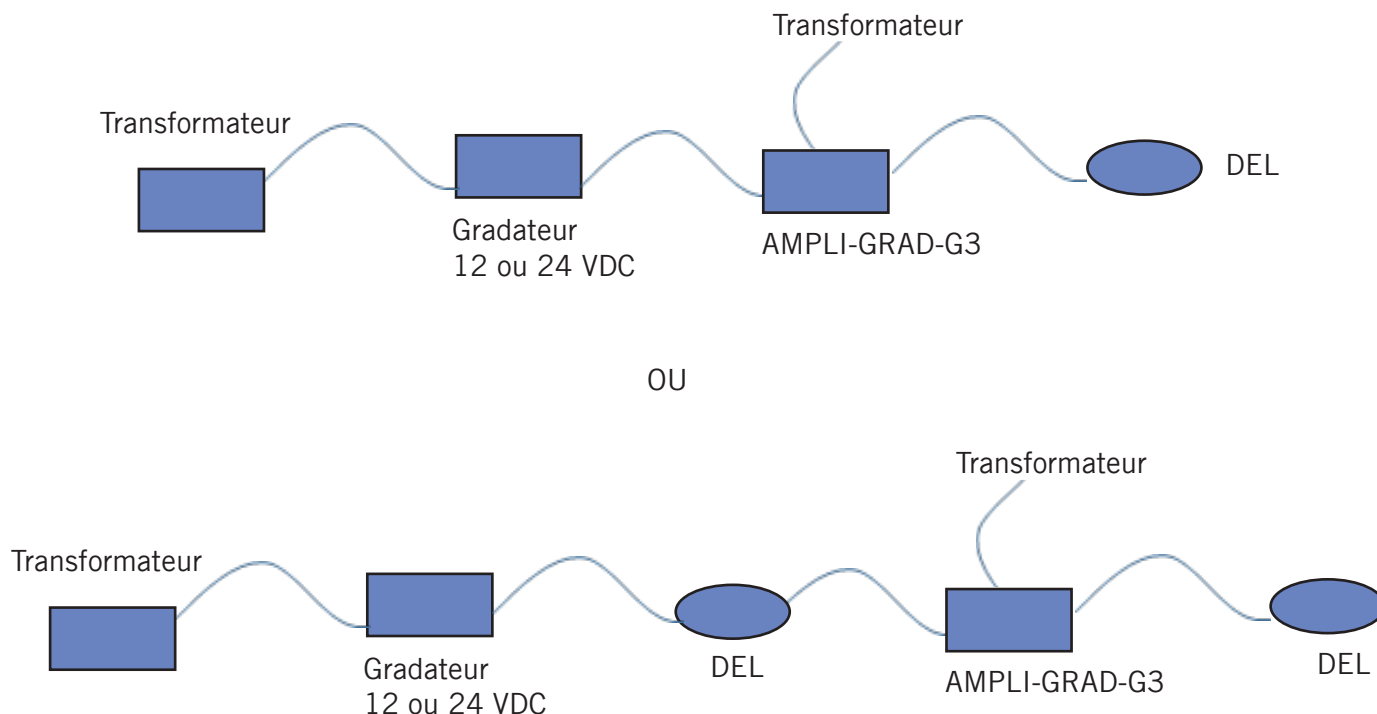 Transformateur
Transformateur
DEL
Gradateur
12 ou 24 VDC
AMPLI-GRAD-G3
OU
Transformateur
Transformateur
Gradateur
12 ou 24 VDC
DEL
AMPLI-GRAD-G3
DEL